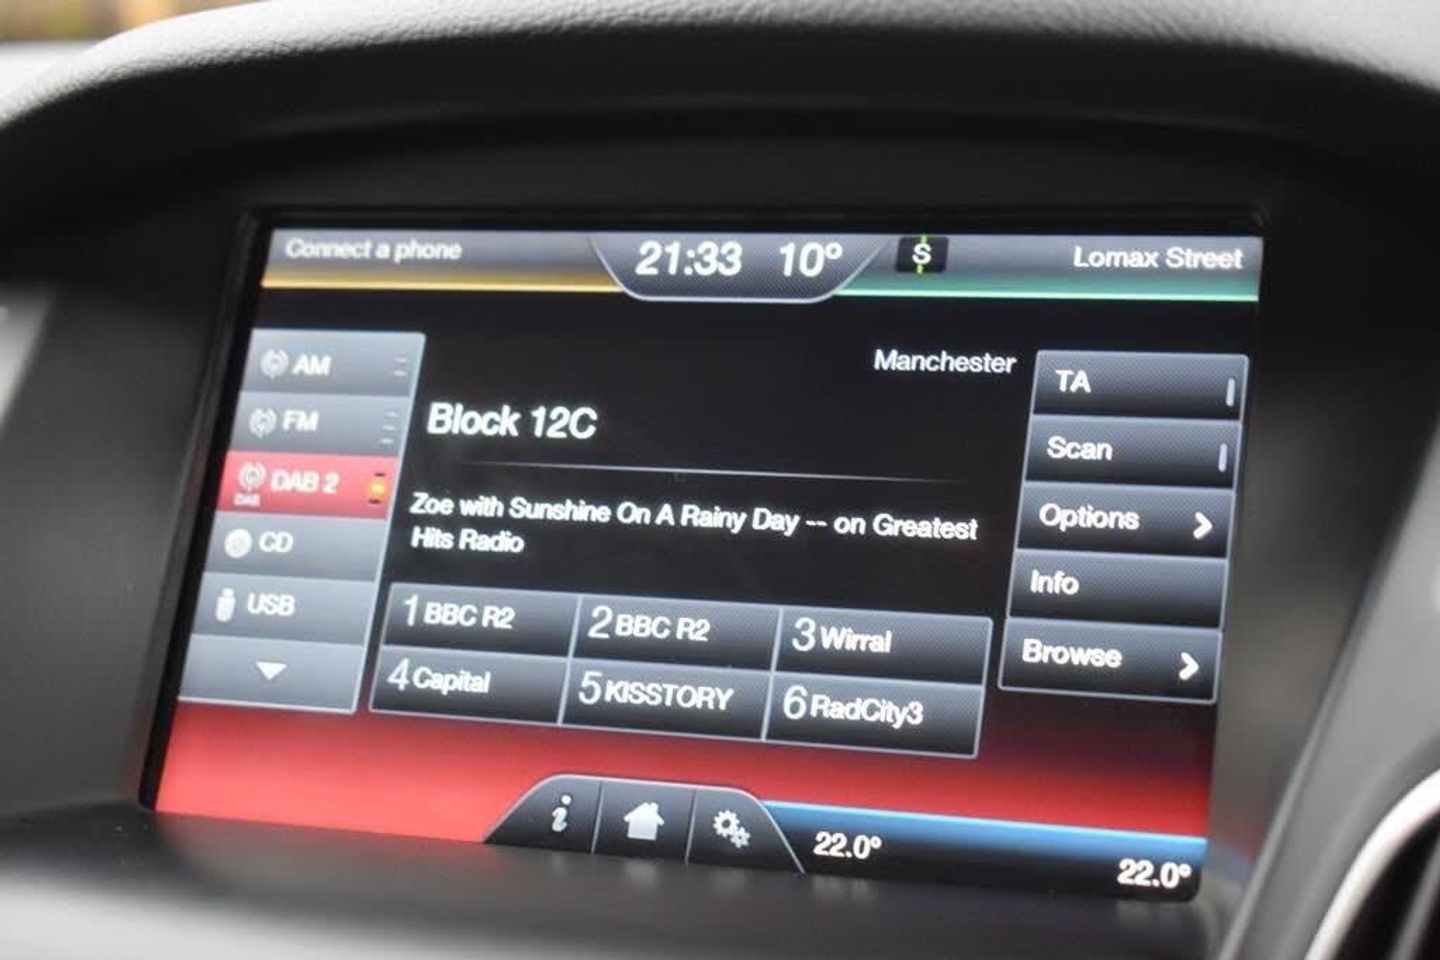 Connect a phone
21:33 10°
S
Lomax Street
AM
FM
DAB 2
DAB
CD
USB
Manchester
Block 12C
Zoe with Sunshine On A Rainy Day -- on Greatest
Hits Radio
1 BBC R2
2 BBC R2
3 Wirral
4 Capital
5 KISSTORY
6 RadCity3
TA
Scan
Options
Info
Browse
i
22.0°
22.0°